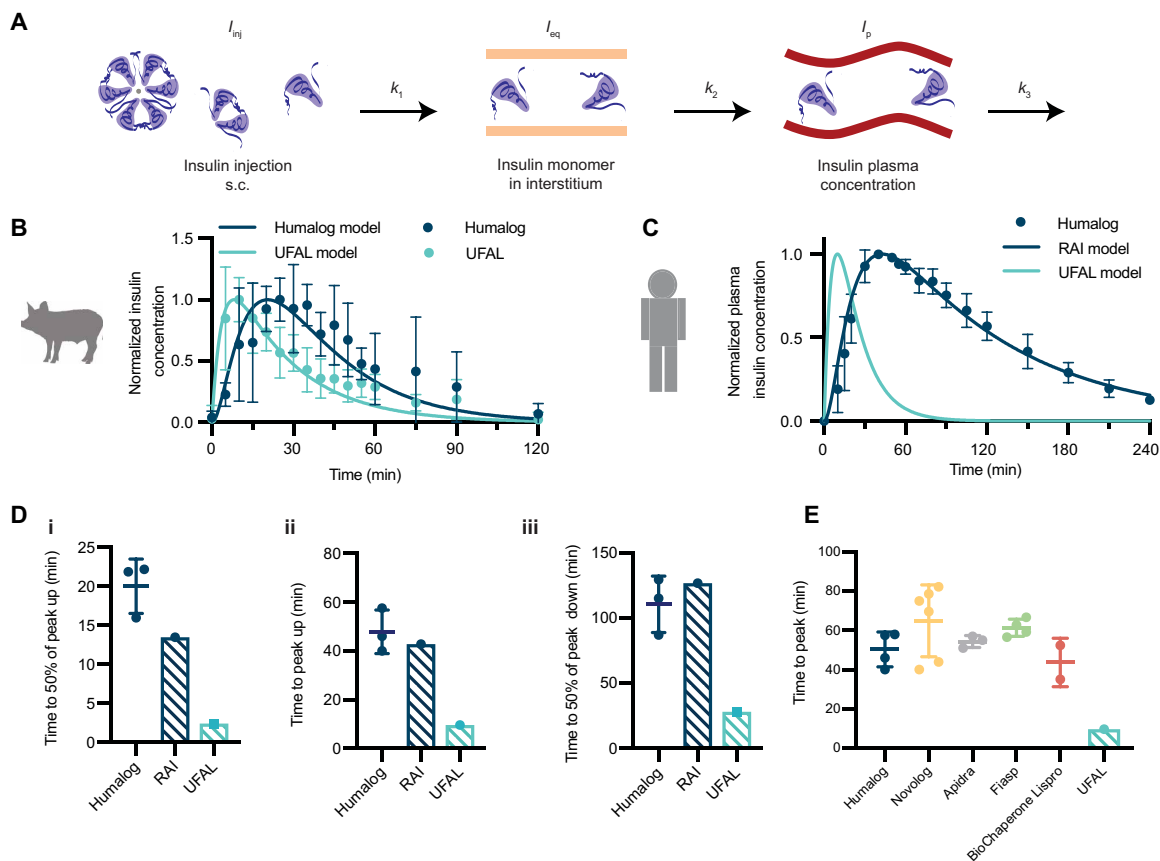 A
I_inj
I_eq
I_p
k_1
k_2
k_3
Insulin injection
s.c.
Insulin monomer
in interstitium
Insulin plasma
concentration
B
Humalog model
Humalog
UFAL model
UFAL
Normalized insulin
concentration
1.5
1.0
0.5
0.0
0
30
60
90
120
Time (min)
C
Humalog
RAI model
UFAL model
Normalized plasma
insulin concentration
1.0
0.5
0.0
0
60
120
180
240
Time (min)
D
i
Time to 50% of peak up (min)
25
20
15
10
5
0
Humalog
RAI
UFAL
ii
Time to peak up (min)
80
60
40
20
0
Humalog
RAI
UFAL
iii
Time to 50% of peak down (min)
150
100
50
0
Humalog
RAI
UFAL
E
Time to peak (min)
100
80
60
40
20
0
Humalog
Novolog
Apidra
Fiasp
BioChaperone Lispro
UFAL